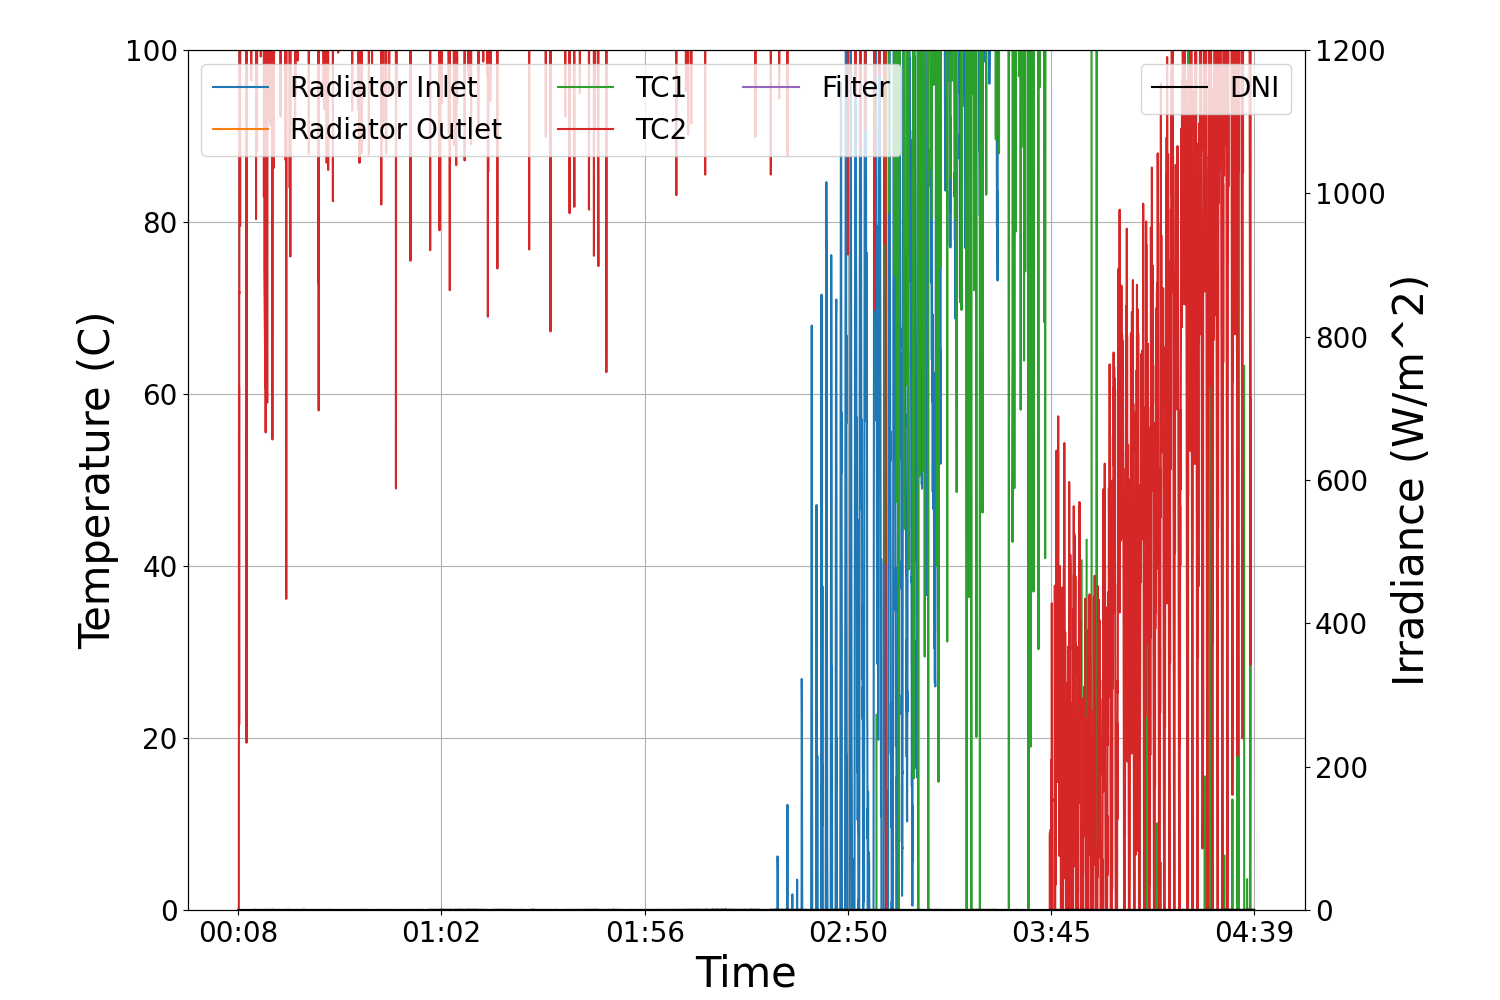 100
80
60
40
20
0
Temperature (C)
Radiator Inlet
Radiator Outlet
TC1
TC2
Filter
DNI
1200
1000
800
600
400
200
0
Irradiance (W/m^2)
00:08
01:02
01:56
02:50
03:45
04:39
Time